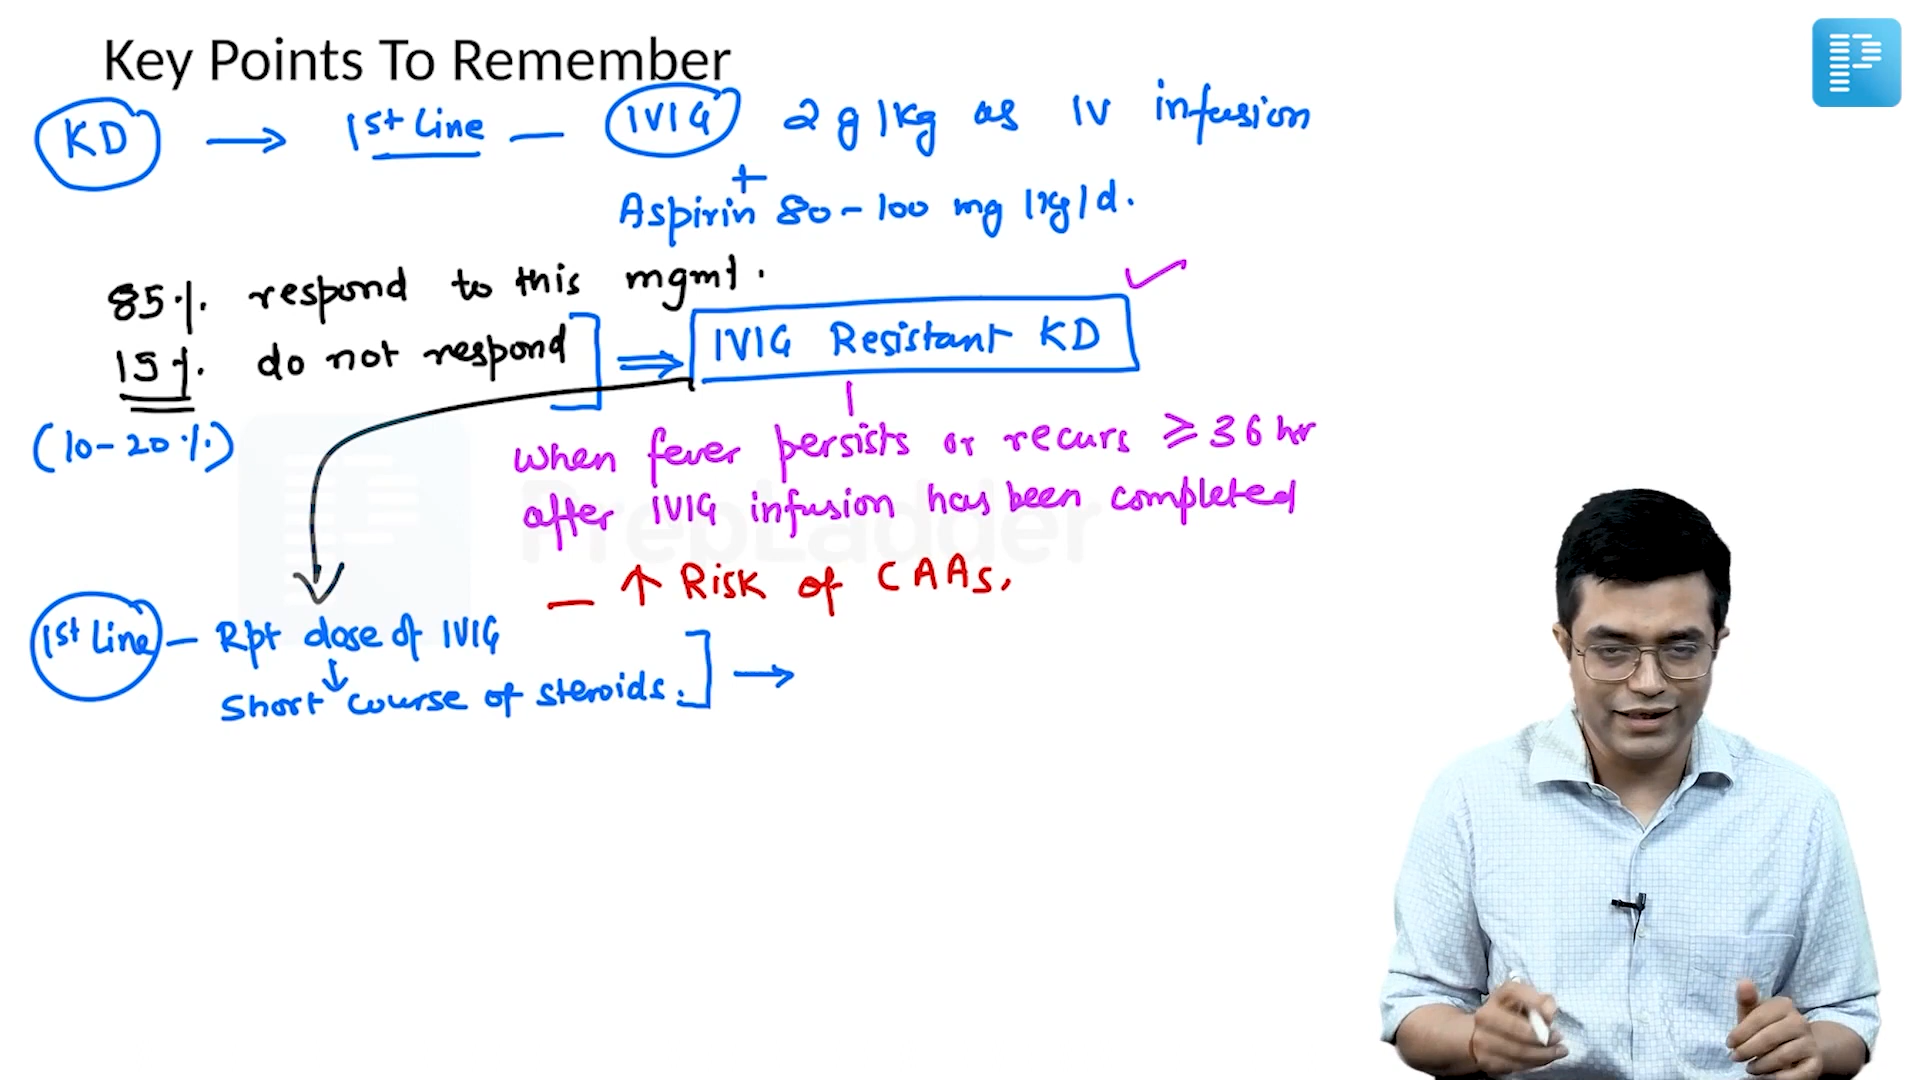 Key Points To Remember
KD → 1st Line — IVIG 2 g/kg as IV infusion
+
Aspirin 80-100 mg/kg/d.
85%. respond to this mgmt.
15%. do not respond ⇒ IVIG Resistant KD ✓
(10-20%)
when fever persists or recurs ≥ 36 hr
after IVIG infusion has been completed
PrepLadder
— ↑ Risk of CAAs,
1st Line — Rpt dose of IVIG
↓
Short course of steroids. →